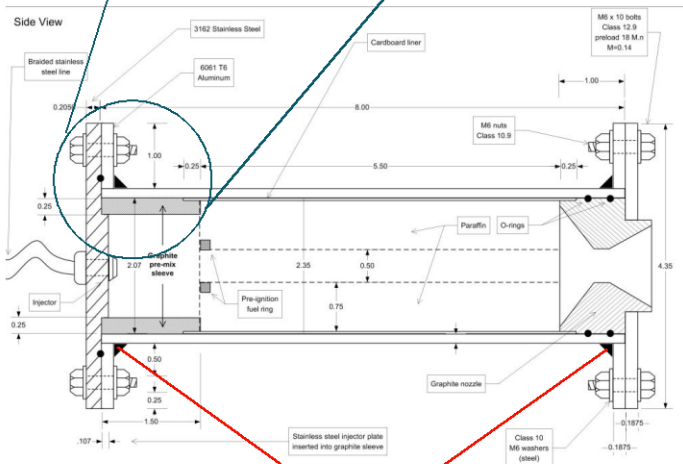 Side View
3162 Stainless Steel
M6 x 10 bolts
Class 12.9
preload 18 M.n
M=0.14
Braided stainless
steel line
6061 T6
Aluminum
Cardboard liner
1.00
0.205
8.00
M6 nuts
Class 10.9
1.00
0.25
5.50
0.25
0.25
Paraffin
O-rings
2.07
Graphite
pre-mix
sleeve
2.35
0.50
4.35
Injector
Pre-ignition
fuel ring
0.25
0.75
0.50
Graphite nozzle
0.25
1.50
0.1875
.107
Stainless steel injector plate
inserted into graphite sleeve
Class 10
M6 washers
(steel)
0.1875